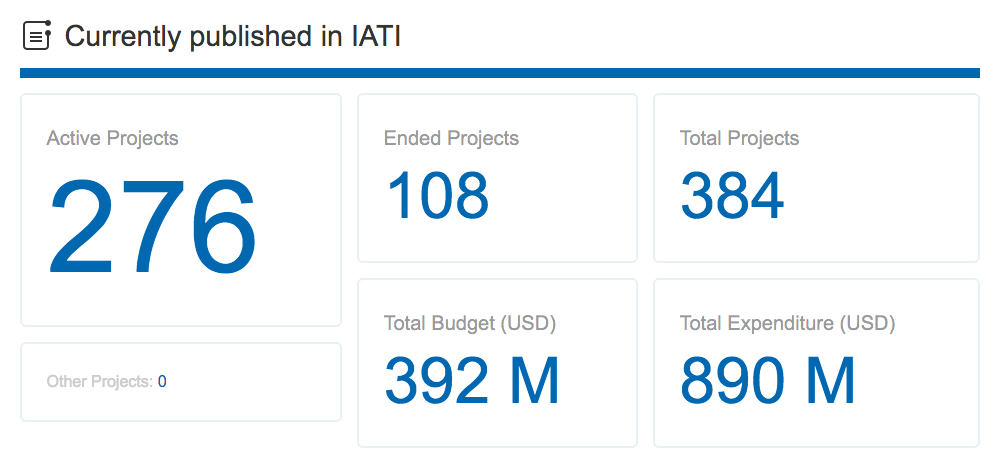 Currently published in IATI
Active Projects
276
Other Projects: 0
Ended Projects
108
Total Projects
384
Total Budget (USD)
392 M
Total Expenditure (USD)
890 M